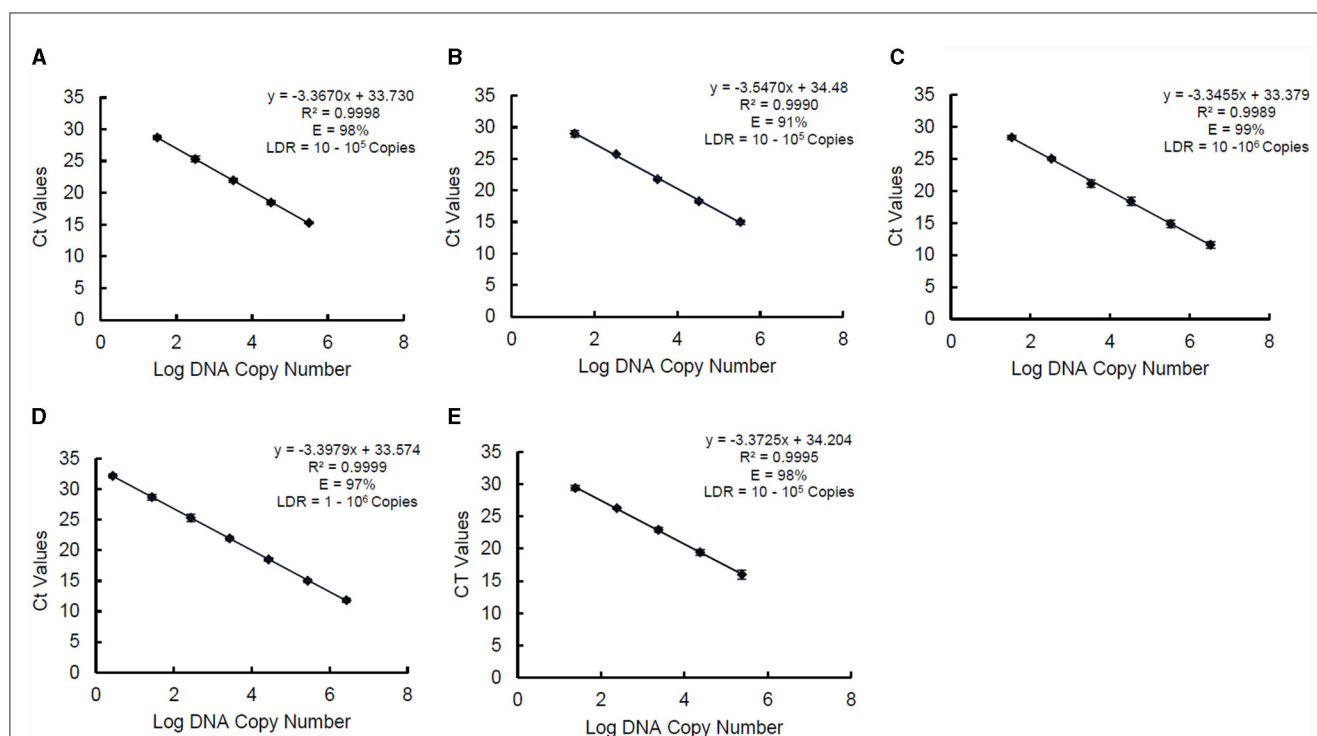 A
y = -3.3670x + 33.730
R² = 0.9998
E = 98%
LDR = 10 - 10⁵ Copies
35
30
25
20
15
10
5
0
Ct Values
0 2 4 6 8
Log DNA Copy Number
B
y = -3.5470x + 34.48
R² = 0.9990
E = 91%
LDR = 10 - 10⁵ Copies
35
30
25
20
15
10
5
0
Ct Values
0 2 4 6 8
Log DNA Copy Number
C
y = -3.3455x + 33.379
R² = 0.9989
E = 99%
LDR = 10 -10⁶ Copies
35
30
25
20
15
10
5
0
Ct Values
0 2 4 6 8
Log DNA Copy Number
D
y = -3.3979x + 33.574
R² = 0.9999
E = 97%
LDR = 1 - 10⁶ Copies
35
30
25
20
15
10
5
0
Ct Values
0 2 4 6 8
Log DNA Copy Number
E
y = -3.3725x + 34.204
R² = 0.9995
E = 98%
LDR = 10 - 10⁵ Copies
35
30
25
20
15
10
5
0
CT Values
0 2 4 6 8
Log DNA Copy Number